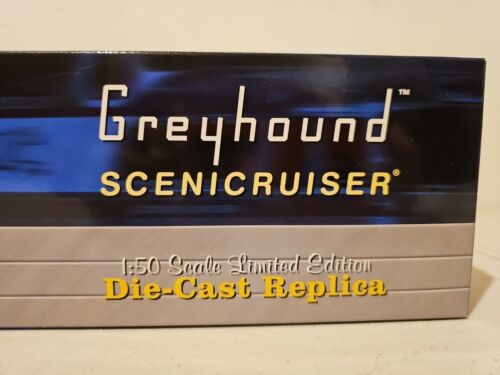 Greyhound™
SCENICRUISER®
1:50 Scale Limited Edition
Die-Cast Replica